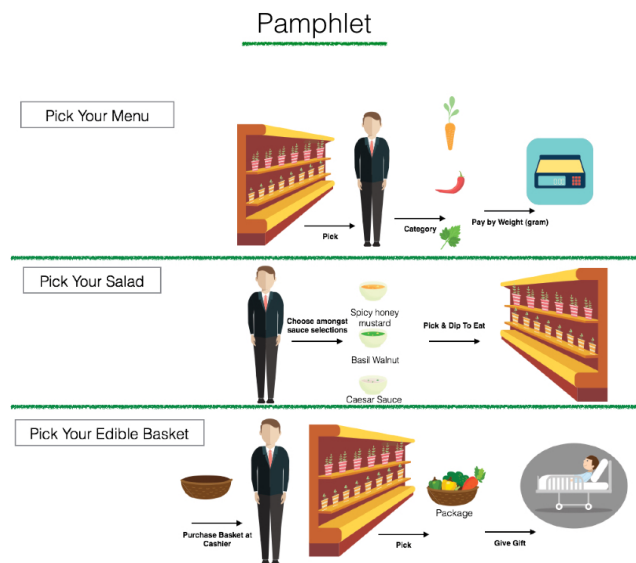 Pamphlet
Pick Your Menu
Pick
Category
Pay by Weight (gram)
Pick Your Salad
Choose amongst
sauce selections
Spicy honey
mustard
Basil Walnut
Caesar Sauce
Pick & Dip To Eat
Pick Your Edible Basket
Purchase Basket at
Cashier
Pick
Package
Give Gift